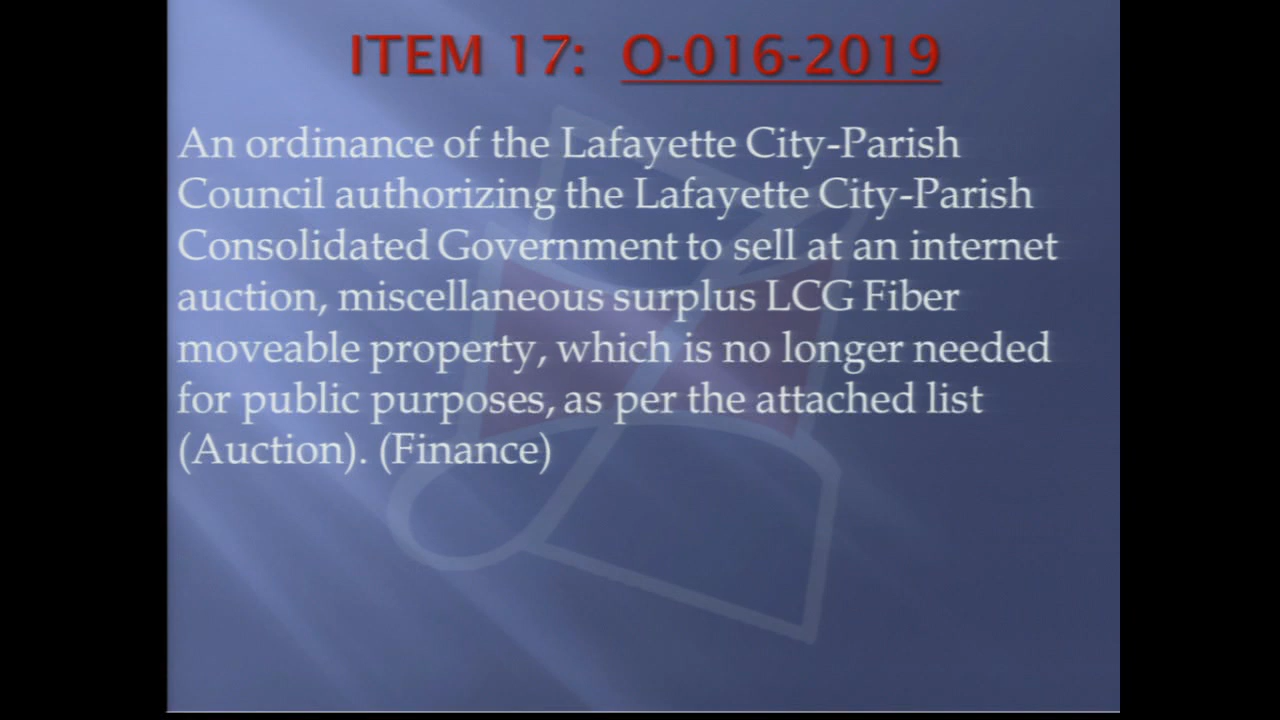 ITEM 17: O-016-2019
An ordinance of the Lafayette City-Parish
Council authorizing the Lafayette City-Parish
Consolidated Government to sell at an internet
auction, miscellaneous surplus LCG Fiber
moveable property, which is no longer needed
for public purposes, as per the attached list
(Auction). (Finance)